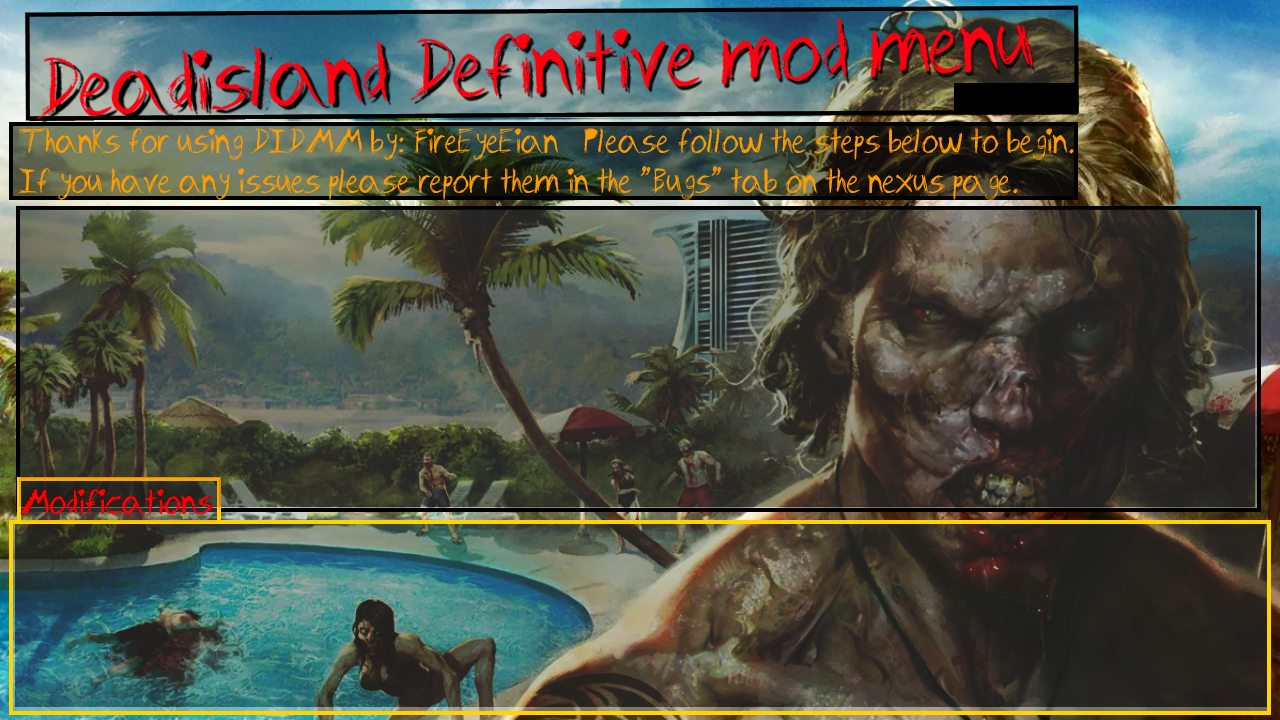 Deadisland Definitive mod menu
Thanks for using DIDMM by: FireEyeEian Please follow the steps below to begin.
If you have any issues please report them in the "Bugs" tab on the nexus page.
Modifications